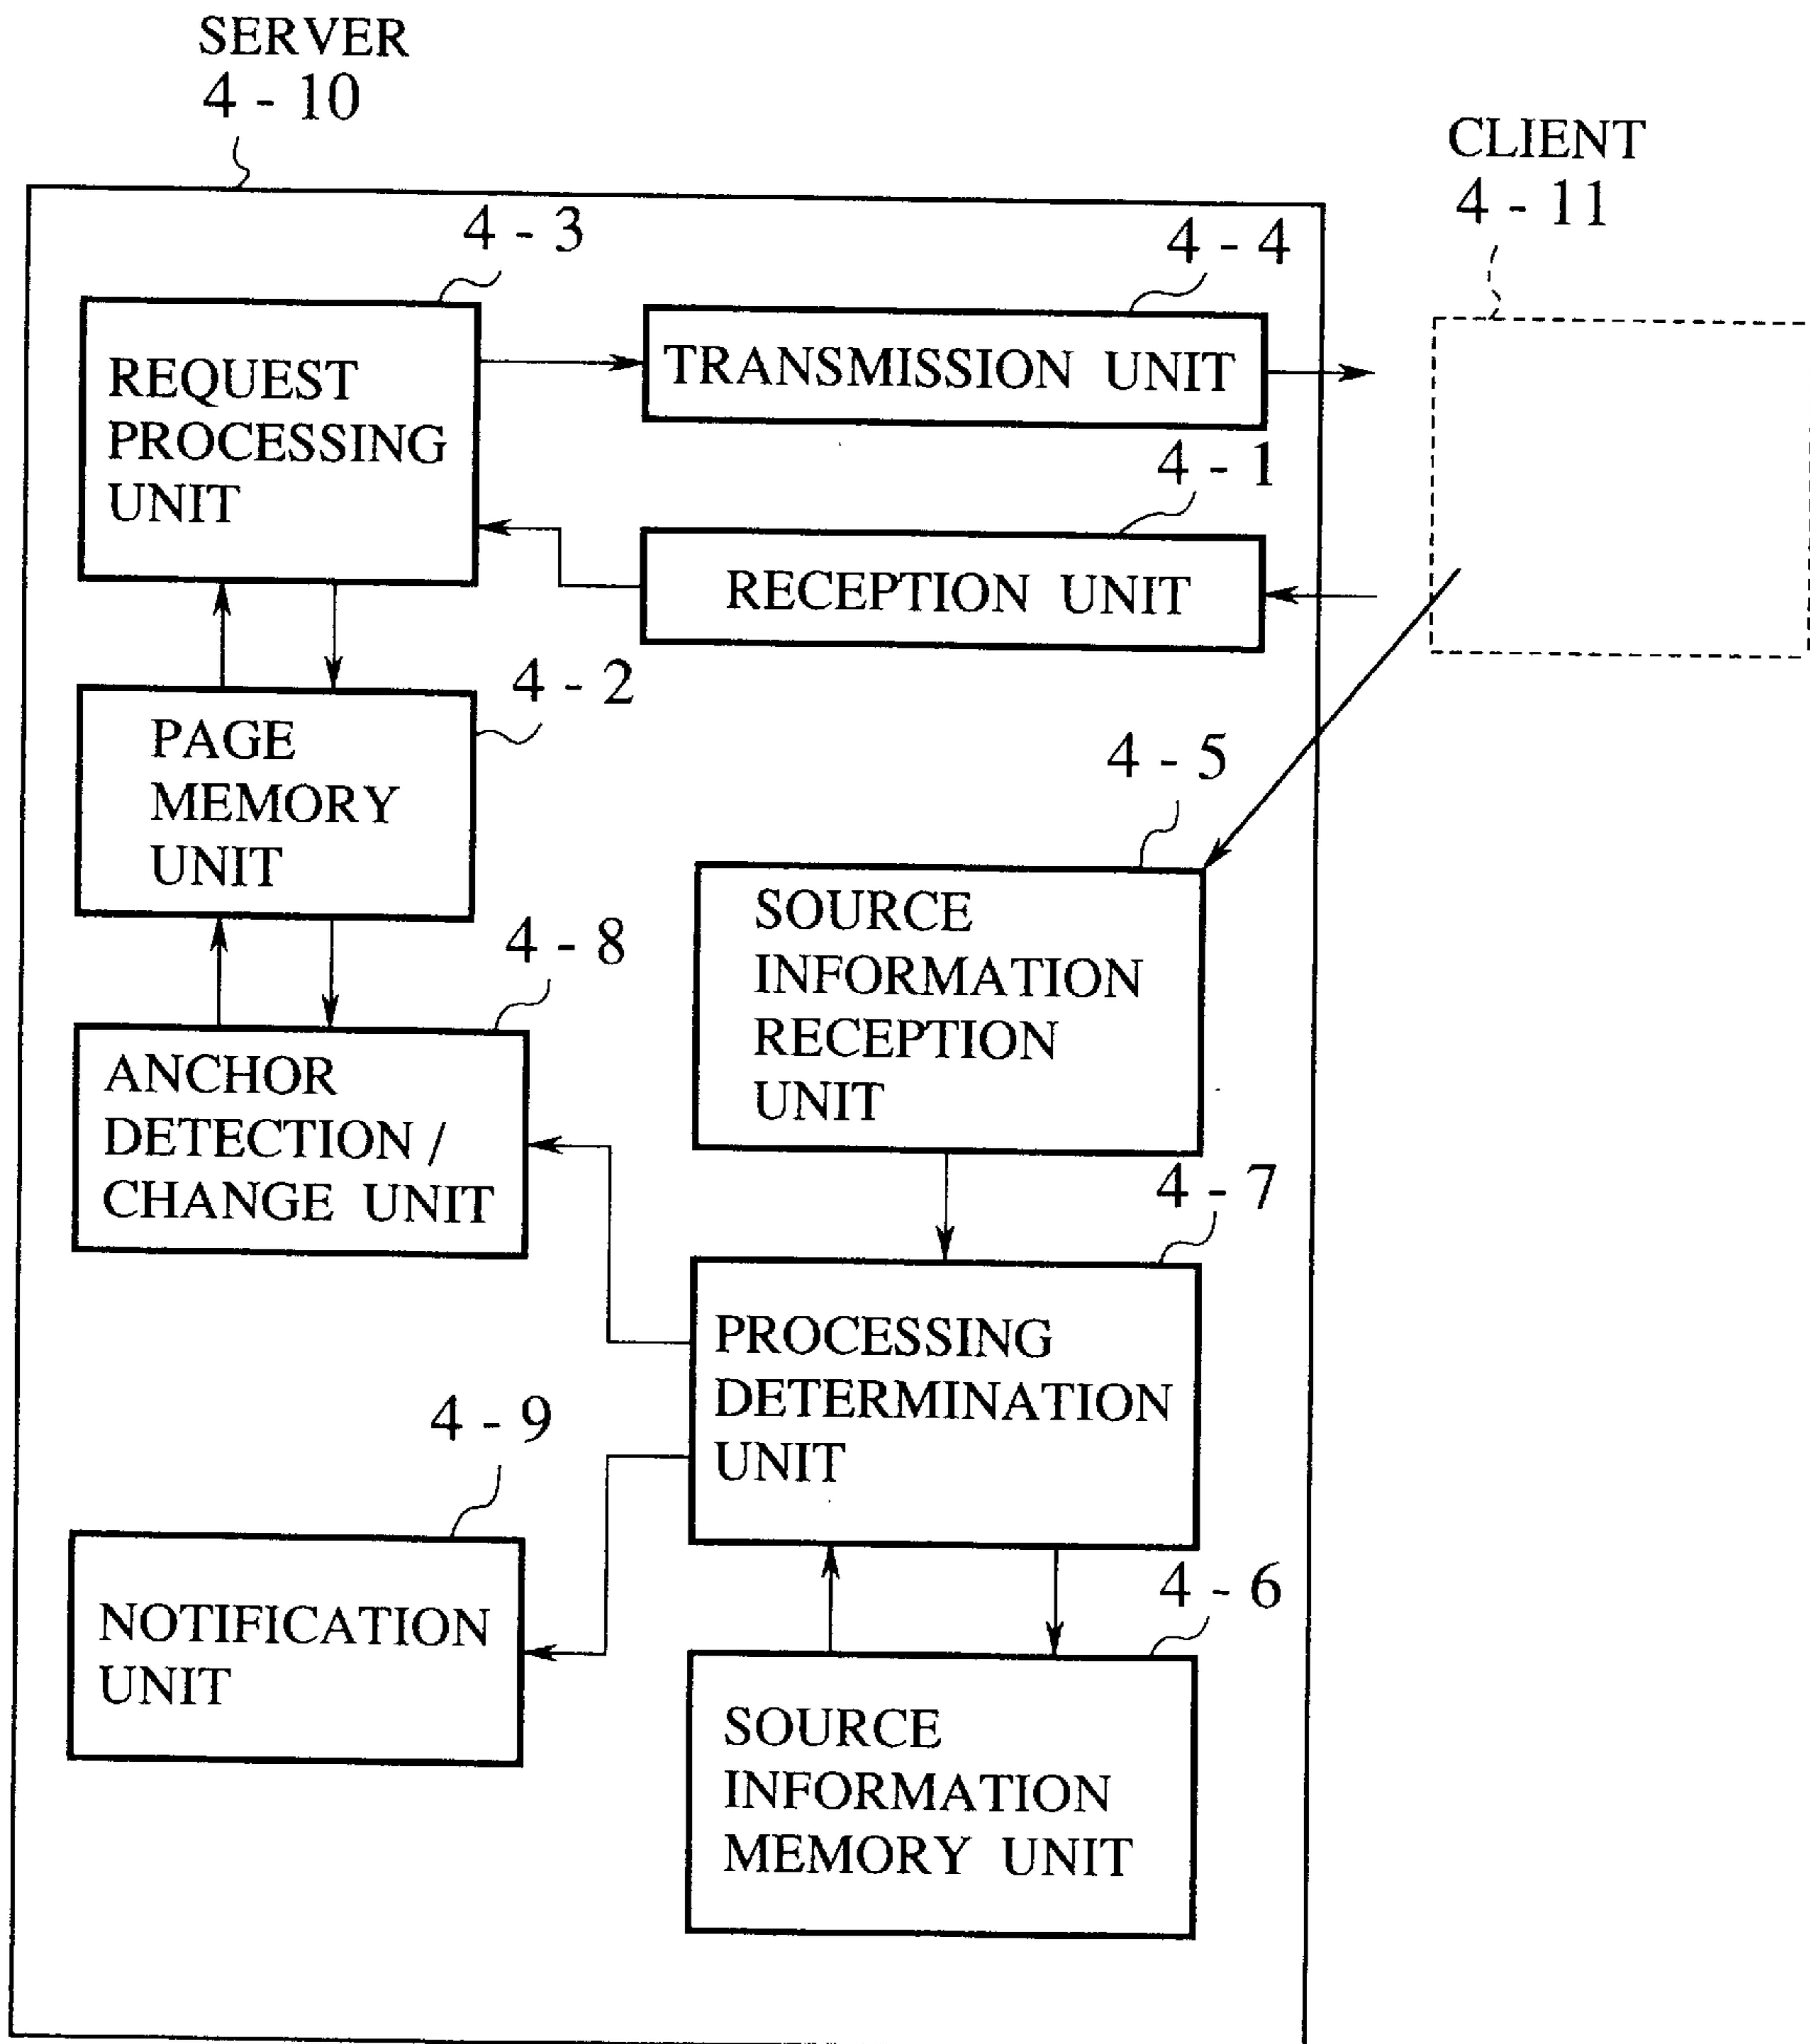 SERVER
4 - 10
CLIENT
4 - 11
4 - 3
4 - 4
REQUEST
PROCESSING
UNIT
TRANSMISSION UNIT
4 - 1
RECEPTION UNIT
4 - 2
PAGE
MEMORY
UNIT
4 - 5
SOURCE
INFORMATION
RECEPTION
UNIT
4 - 8
ANCHOR
DETECTION /
CHANGE UNIT
4 - 7
PROCESSING
DETERMINATION
UNIT
4 - 9
NOTIFICATION
UNIT
4 - 6
SOURCE
INFORMATION
MEMORY UNIT